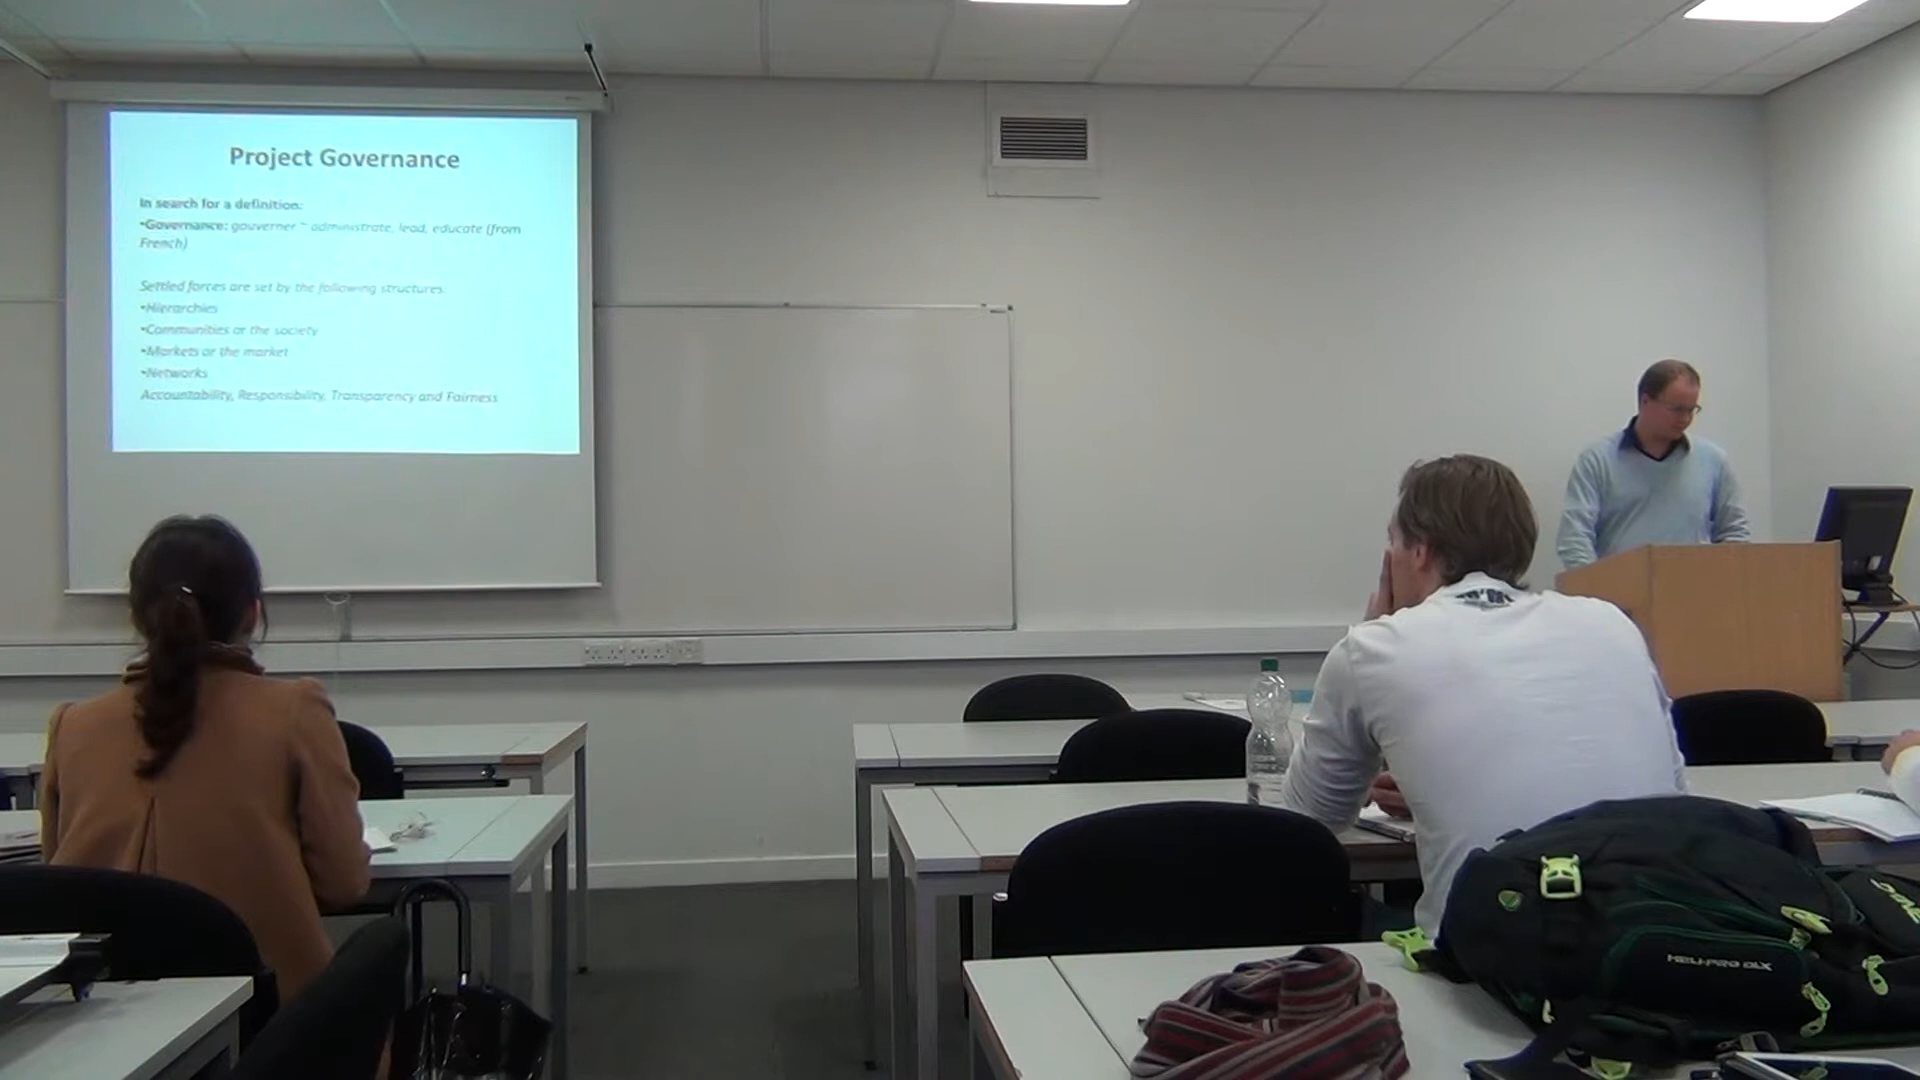 Project Governance
In search for a definition:
•Governance: gouverner ~ administrate, lead, educate (from
French)
Settled forces are set by the following structures:
•Hierarchies
•Communities or the society
•Markets or the market
•Networks
Accountability, Responsibility, Transparency and Fairness
HELI-PRO DLX